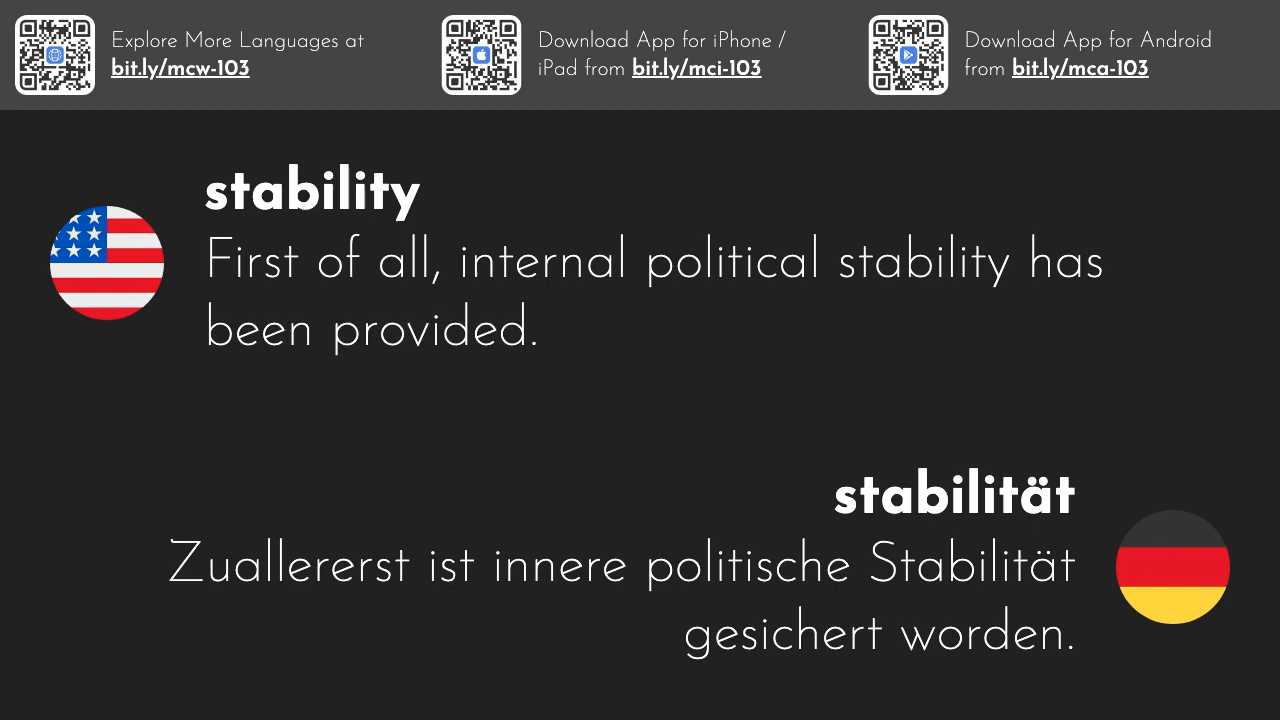 Explore More Languages at
bit.ly/mcw-103
Download App for iPhone /
iPad from bit.ly/mci-103
Download App for Android
from bit.ly/mca-103
stability
First of all, internal political stability has
been provided.
stabilität
Zuallererst ist innere politische Stabilität
gesichert worden.